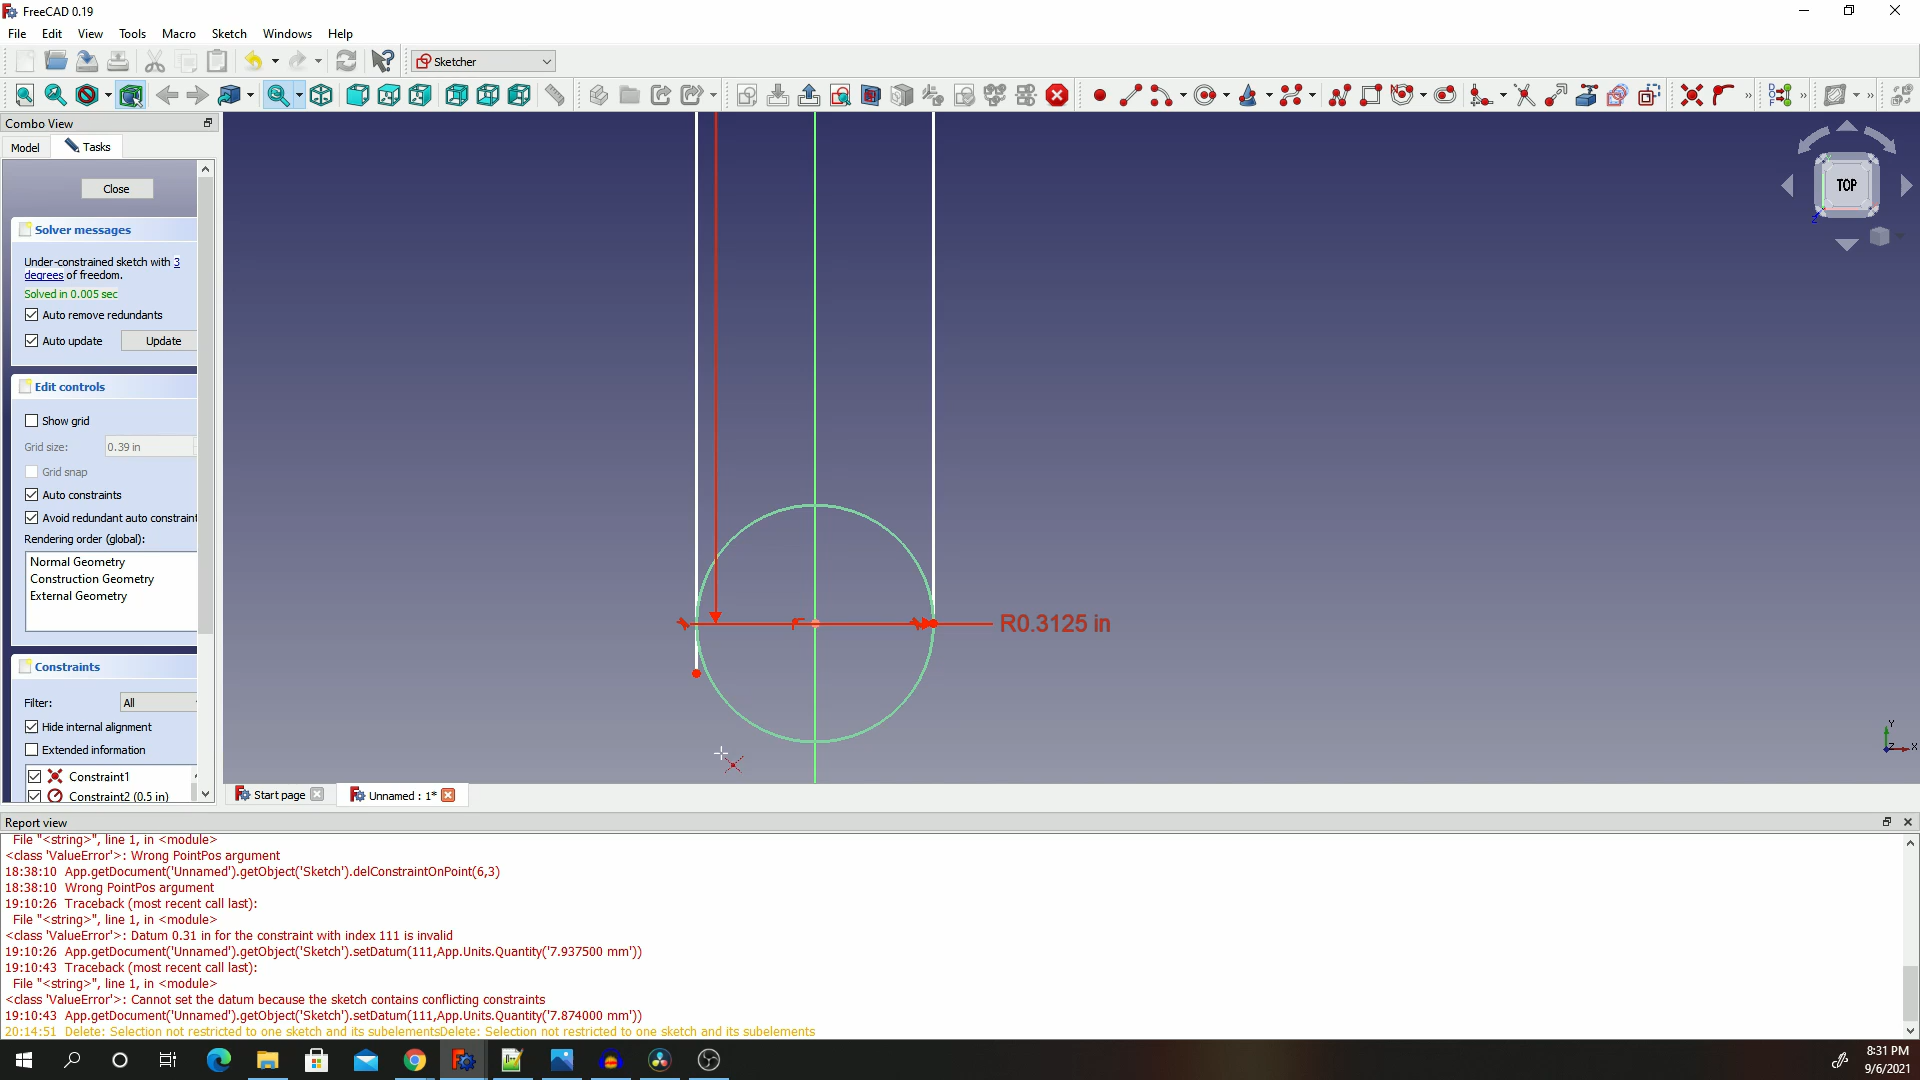 FreeCAD 0.19
File Edit View Tools Macro Sketch Windows Help
Sketcher
Combo View
Model Tasks
Close
Solver messages
Under-constrained sketch with 3
degrees of freedom.
Solved in 0.005 sec
Auto remove redundants
Auto update Update
Edit controls
Show grid
Grid size: 0.39 in
Grid snap
Auto constraints
Avoid redundant auto constraint
Rendering order (global):
Normal Geometry
Construction Geometry
External Geometry
Constraints
Filter: All
Hide internal alignment
Extended information
Constraint1
Constraint2 (0.5 in)
TOP
Z
R0.3125 in
Y
Z X
Start page
Unnamed : 1*
Report view
File "<string>", line 1, in <module>
<class 'ValueError'>: Wrong PointPos argument
18:38:10 App.getDocument('Unnamed').getObject('Sketch').delConstraintOnPoint(6,3)
18:38:10 Wrong PointPos argument
19:10:26 Traceback (most recent call last):
File "<string>", line 1, in <module>
<class 'ValueError'>: Datum 0.31 in for the constraint with index 111 is invalid
19:10:26 App.getDocument('Unnamed').getObject('Sketch').setDatum(111,App.Units.Quantity('7.937500 mm'))
19:10:43 Traceback (most recent call last):
File "<string>", line 1, in <module>
<class 'ValueError'>: Cannot set the datum because the sketch contains conflicting constraints
19:10:43 App.getDocument('Unnamed').getObject('Sketch').setDatum(111,App.Units.Quantity('7.874000 mm'))
20:14:51 Delete: Selection not restricted to one sketch and its subelementsDelete: Selection not restricted to one sketch and its subelements
8:31 PM
9/6/2021